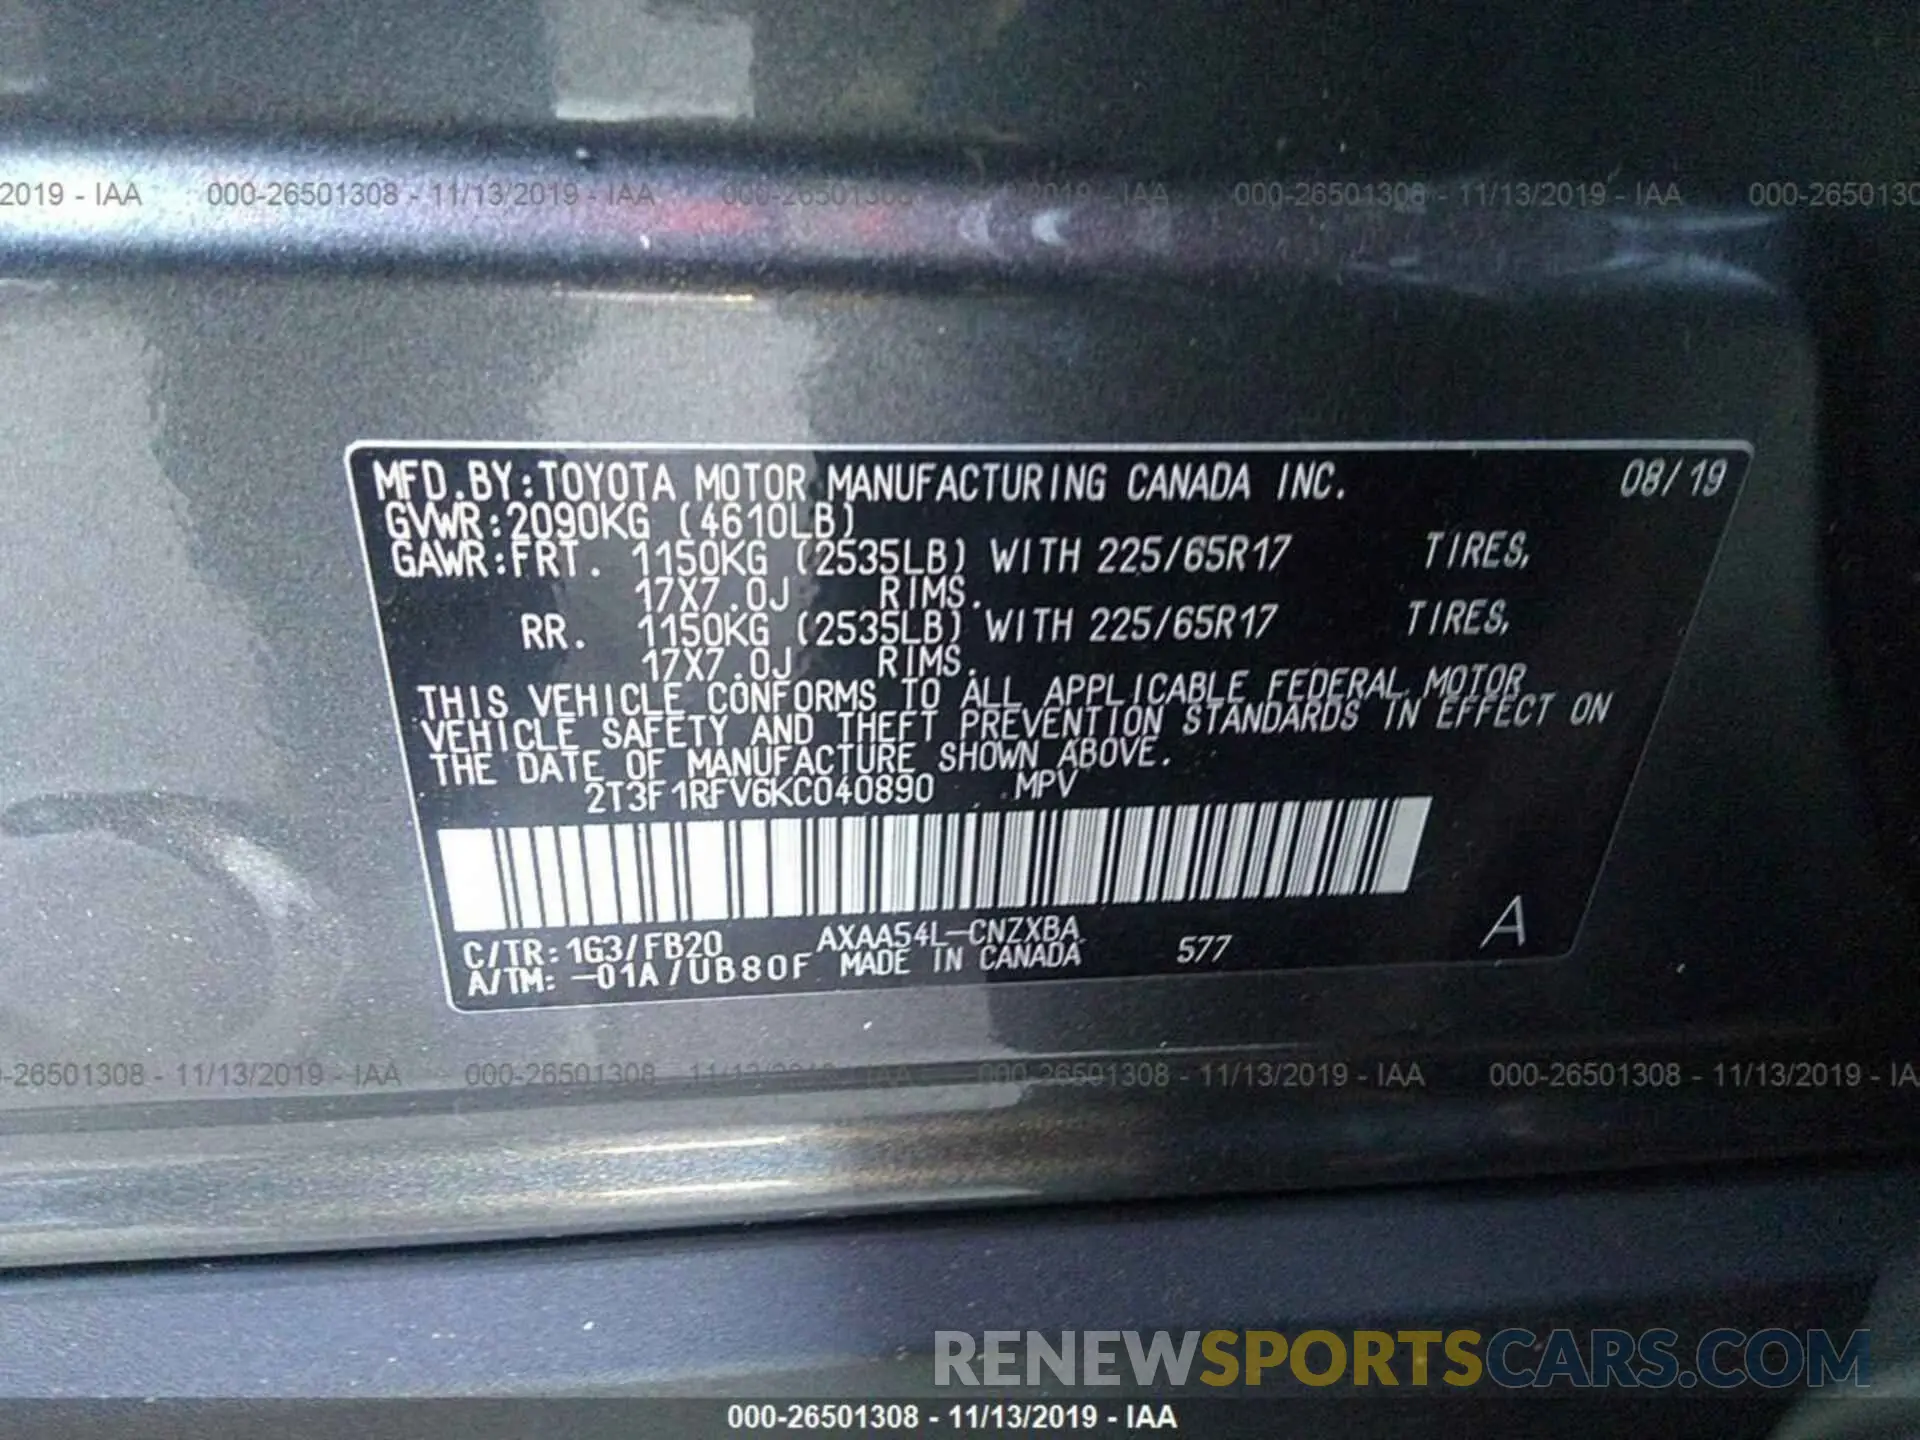 2019 - IAA 000-26501308 - 11/13/2019 - IAA 000-26501308 2019 - IAA 000-26501308 - 11/13/2019 - IAA 000-2650130
MFD.BY:TOYOTA MOTOR MANUFACTURING CANADA INC. 08/19
GVWR:2090KG (4610LB)
GAWR:FRT. 1150KG (2535LB) WITH 225/65R17 TIRES,
17X7.0J RIMS.
RR. 1150KG (2535LB) WITH 225/65R17 TIRES,
17X7.0J RIMS.
THIS VEHICLE CONFORMS TO ALL APPLICABLE FEDERAL MOTOR
VEHICLE SAFETY AND THEFT PREVENTION STANDARDS IN EFFECT ON
THE DATE OF MANUFACTURE SHOWN ABOVE.
2T3F1RFV6KC040890 MPV
C/TR:1G3/FB20 AXAA54L-CNZXBA 577 A
A/TM:-01A/UB80F MADE IN CANADA
-26501308 - 11/13/2019 - IAA 000-26501308 - 11/13/2019 - IAA 000-26501308 - 11/13/2019 - IAA 000-26501308 - 11/13/2019 - IA
RENEWSPORTSCARS.COM
000-26501308 - 11/13/2019 - IAA